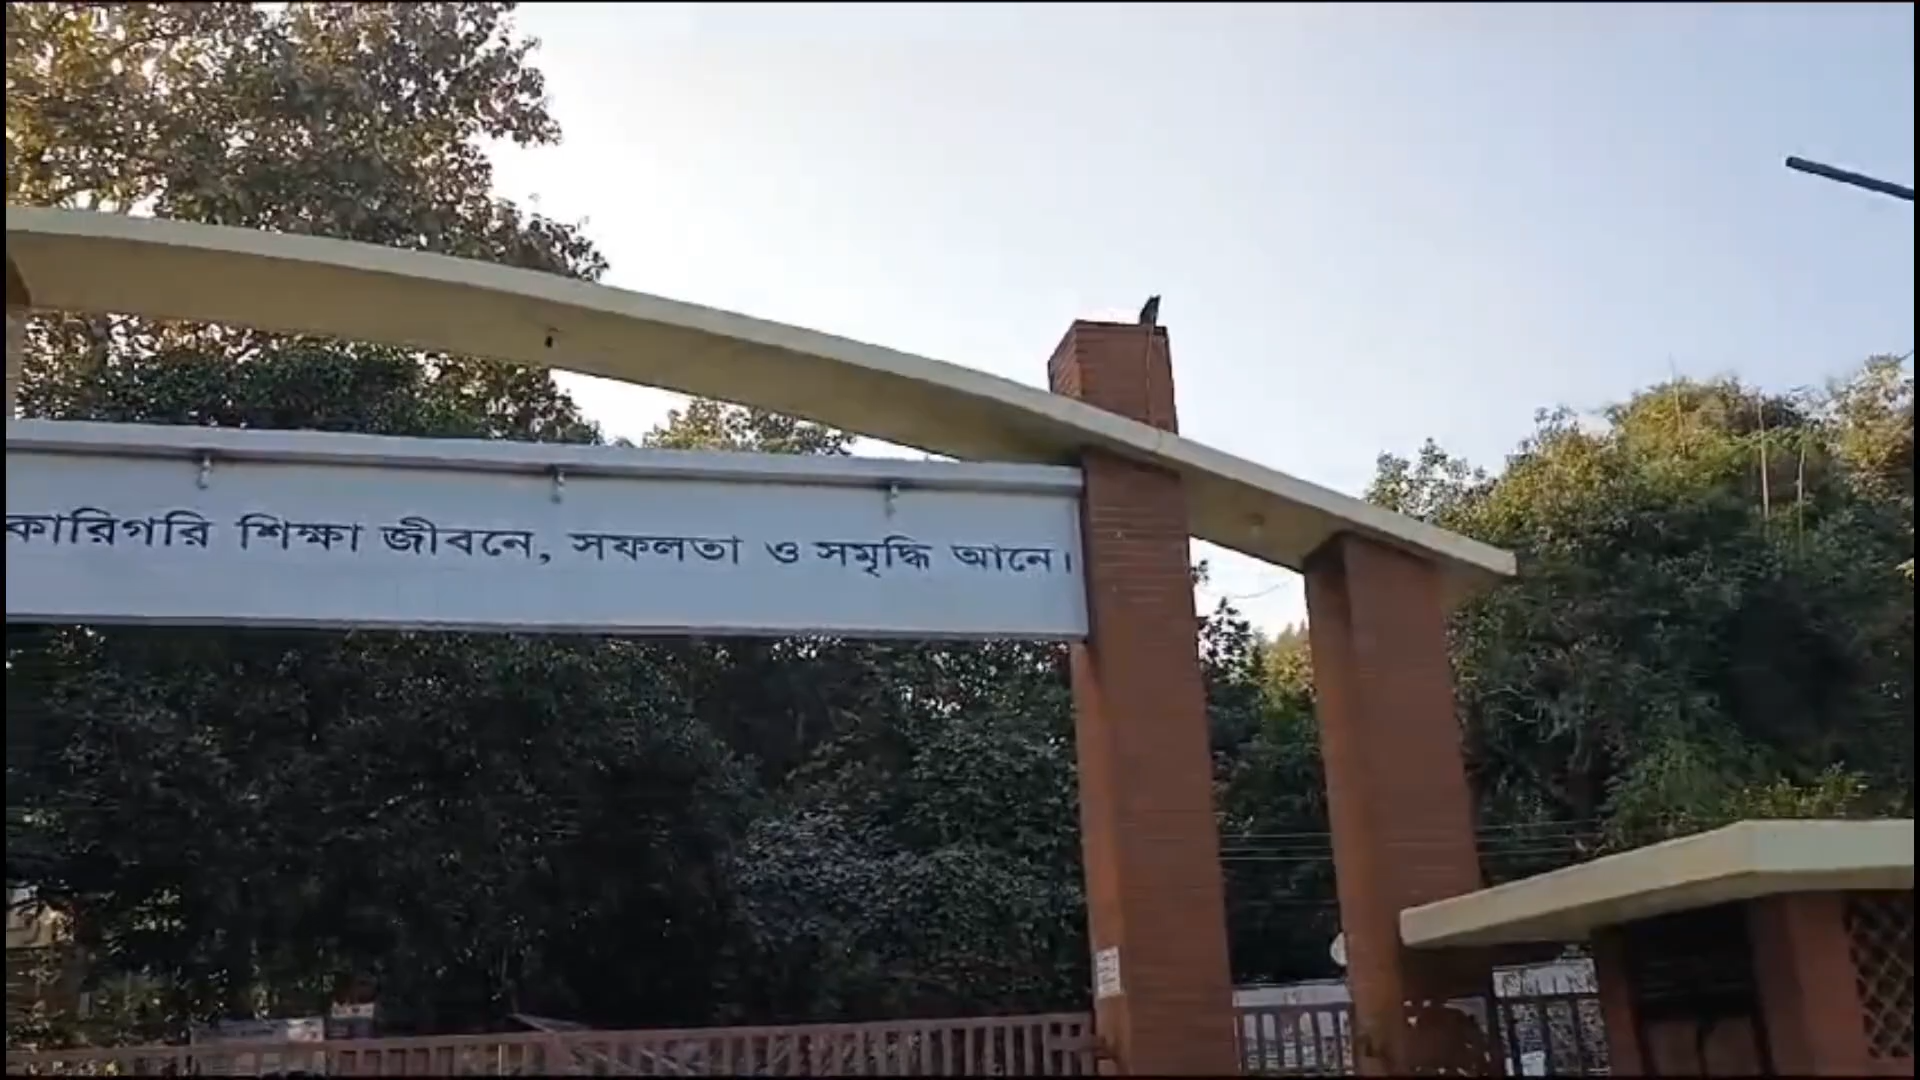 কারিগরি শিক্ষা জীবনে, সফলতা ও সমৃদ্ধি আনে।